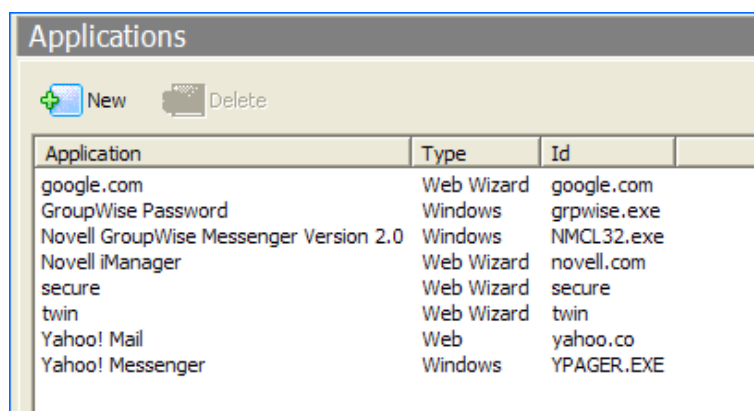 Applications
New Delete
Application Type Id
google.com Web Wizard google.com
GroupWise Password Windows grpwise.exe
Novell GroupWise Messenger Version 2.0 Windows NMCL32.exe
Novell iManager Web Wizard novell.com
secure Web Wizard secure
twin Web Wizard twin
Yahoo! Mail Web yahoo.co
Yahoo! Messenger Windows YPAGER.EXE